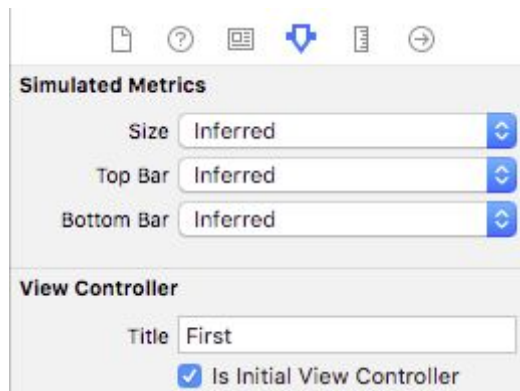 Simulated Metrics
Size Inferred
Top Bar Inferred
Bottom Bar Inferred
View Controller
Title First
Is Initial View Controller